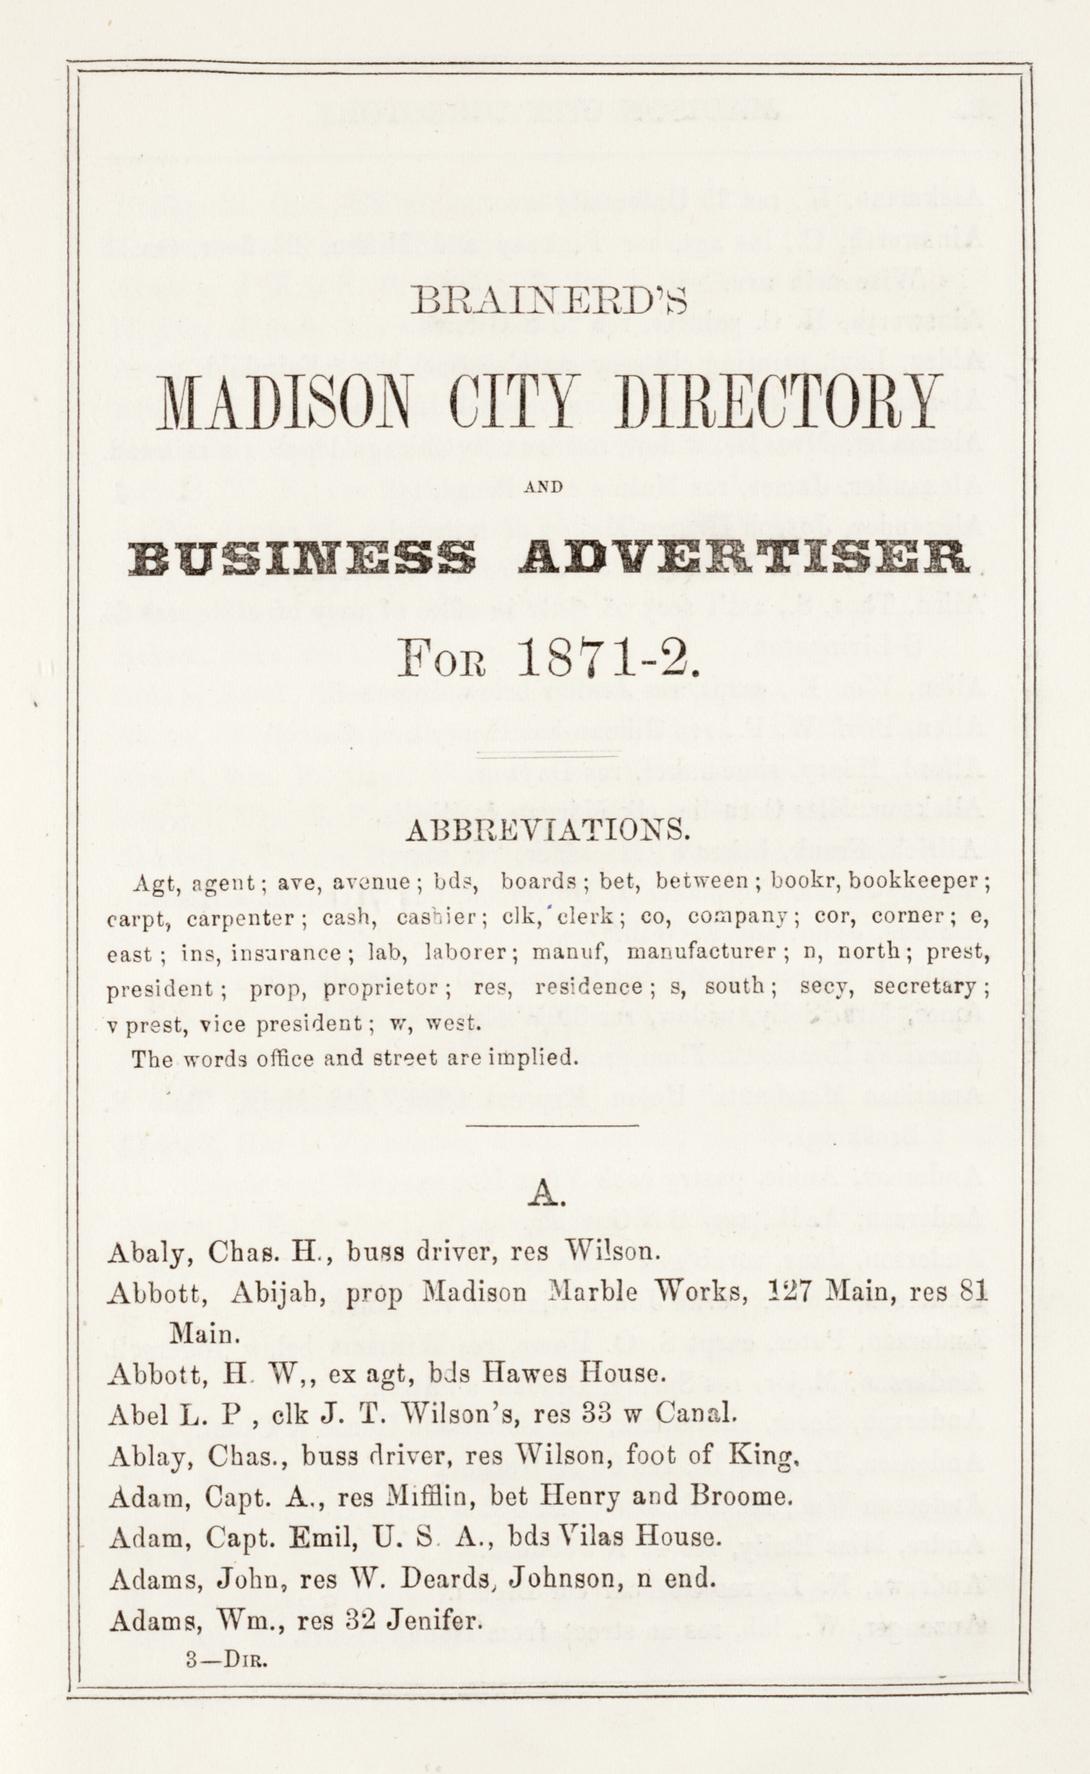 BRAINERD'S
MADISON CITY DIRECTORY
AND
BUSINESS ADVERTISER
FOR 1871-2.
ABBREVIATIONS.
Agt, agent; ave, avenue; bds, boards; bet, between; bookr, bookkeeper;
carpt, carpenter; cash, cashier; clk, clerk; co, company; cor, corner; e,
east; ins, insurance; lab, laborer; manuf, manufacturer; n, north; prest,
president; prop, proprietor; res, residence; s, south; secy, secretary;
v prest, vice president; w, west.
The words office and street are implied.
A.
Abaly, Chas. H., buss driver, res Wilson.
Abbott, Abijah, prop Madison Marble Works, 127 Main, res 81
Main.
Abbott, H. W,, ex agt, bds Hawes House.
Abel L. P , clk J. T. Wilson's, res 33 w Canal.
Ablay, Chas., buss driver, res Wilson, foot of King.
Adam, Capt. A., res Mifflin, bet Henry and Broome.
Adam, Capt. Emil, U. S. A., bds Vilas House.
Adams, John, res W. Deards, Johnson, n end.
Adams, Wm., res 32 Jenifer.
3—DIR.